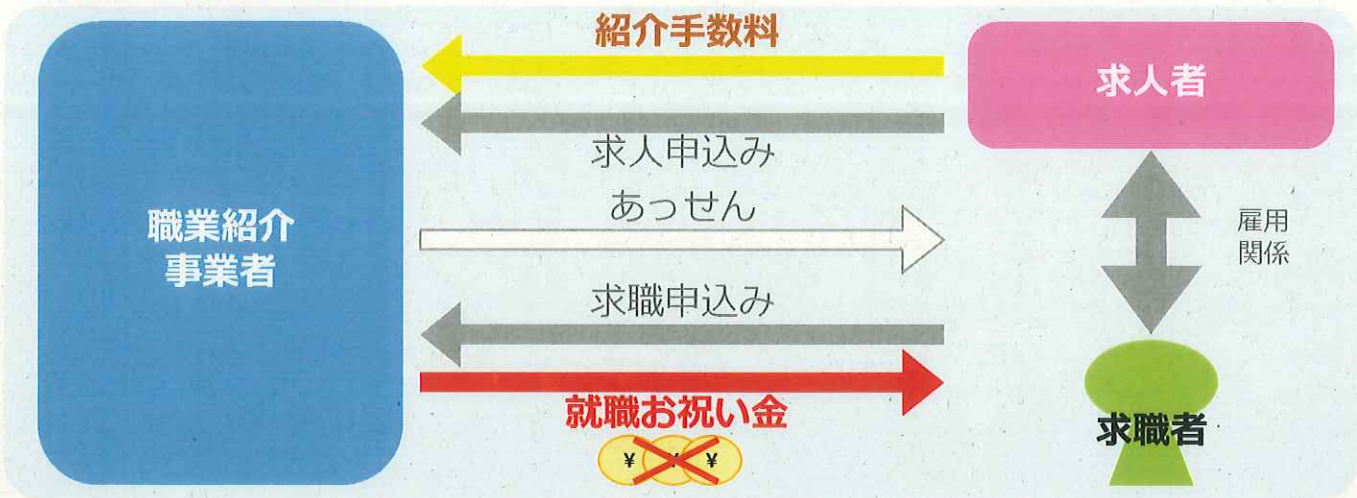 紹介手数料
求人者
求人申込み
あっせん
職業紹介
事業者
雇用
関係
求職申込み
就職お祝い金
¥ ¥ ¥
求職者